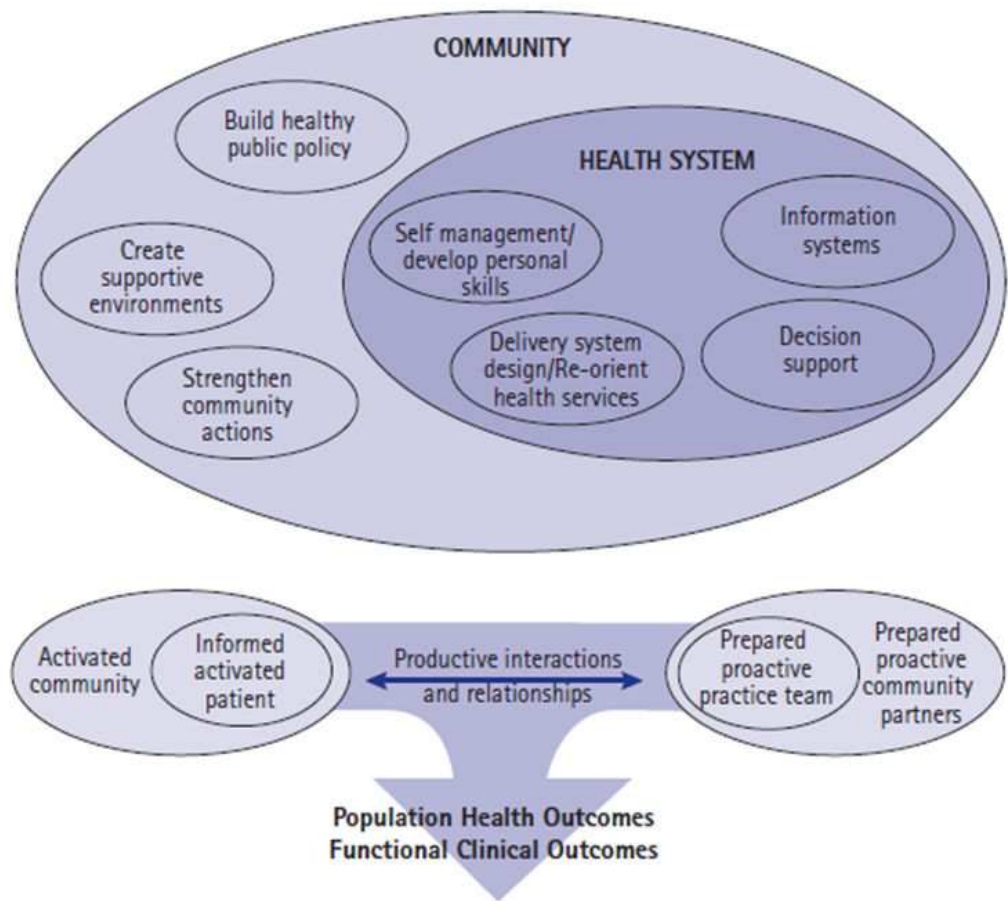 COMMUNITY
Build healthy
public policy
HEALTH SYSTEM
Self management/
develop personal
skills
Information
systems
Create
supportive
environments
Delivery system
design/Re-orient
health services
Decision
support
Strengthen
community
actions
Activated
community
Informed
activated
patient
Productive interactions
and relationships
Prepared
proactive
practice team
Prepared
proactive
community
partners
Population Health Outcomes
Functional Clinical Outcomes